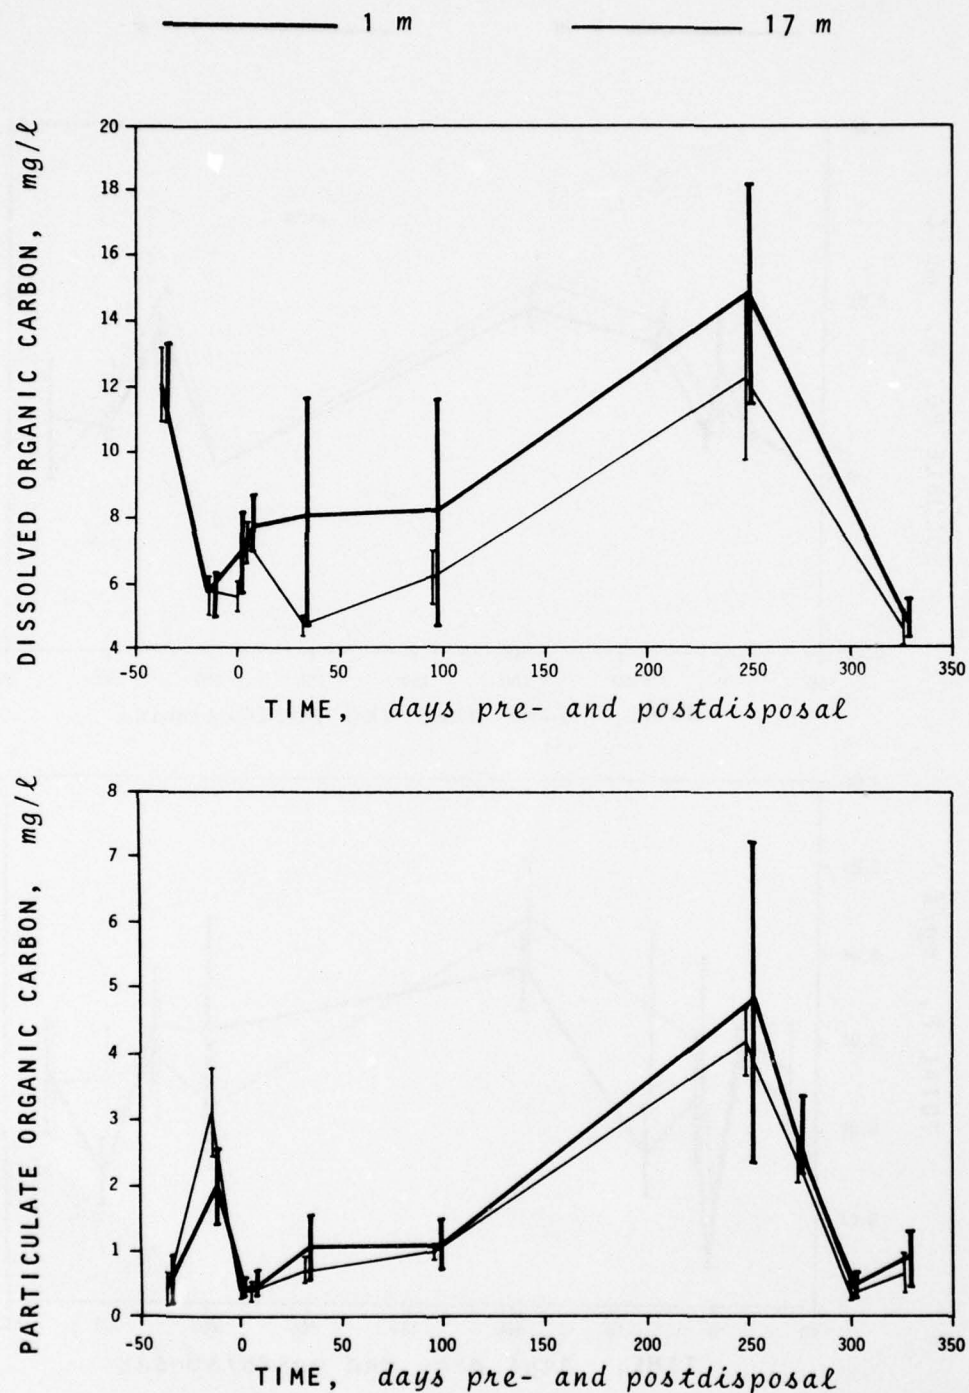 1 m 17 m
DISSOLVED ORGANIC CARBON, mg/ℓ
20
18
16
14
12
10
8
6
4
-50 0 50 100 150 200 250 300 350
TIME, days pre- and postdisposal
PARTICULATE ORGANIC CARBON, mg/ℓ
8
7
6
5
4
3
2
1
0
-50 0 50 100 150 200 250 300 350
TIME, days pre- and postdisposal